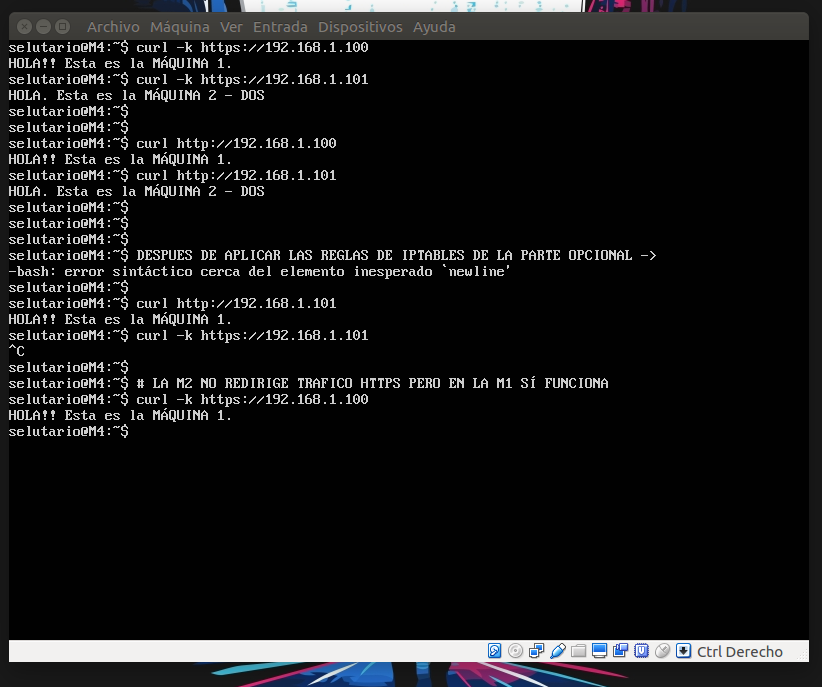 Archivo Máquina Ver Entrada Dispositivos Ayuda
selutario@M4:~$ curl -k https://192.168.1.100
HOLA!! Esta es la MÁQUINA 1.
selutario@M4:~$ curl -k https://192.168.1.101
HOLA. Esta es la MÁQUINA 2 - DOS
selutario@M4:~$
selutario@M4:~$
selutario@M4:~$ curl http://192.168.1.100
HOLA!! Esta es la MÁQUINA 1.
selutario@M4:~$ curl http://192.168.1.101
HOLA. Esta es la MÁQUINA 2 - DOS
selutario@M4:~$
selutario@M4:~$
selutario@M4:~$
selutario@M4:~$ DESPUES DE APLICAR LAS REGLAS DE IPTABLES DE LA PARTE OPCIONAL ->
-bash: error sintáctico cerca del elemento inesperado `newline'
selutario@M4:~$
selutario@M4:~$ curl http://192.168.1.101
HOLA!! Esta es la MÁQUINA 1.
selutario@M4:~$ curl -k https://192.168.1.101
^C
selutario@M4:~$
selutario@M4:~$ # LA M2 NO REDIRIGE TRAFICO HTTPS PERO EN LA M1 SÍ FUNCIONA
selutario@M4:~$ curl -k https://192.168.1.100
HOLA!! Esta es la MÁQUINA 1.
selutario@M4:~$
Ctrl Derecho